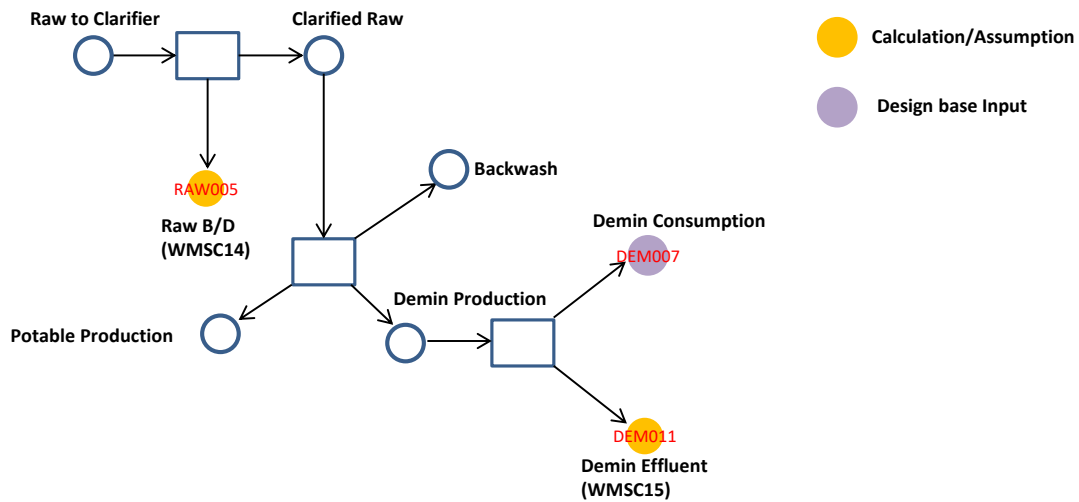 Raw to Clarifier
Clarified Raw
Calculation/Assumption
Design base Input
Backwash
RAW005
Raw B/D
(WMSC14)
Demin Consumption
DEM007
Demin Production
Potable Production
DEM011
Demin Effluent
(WMSC15)